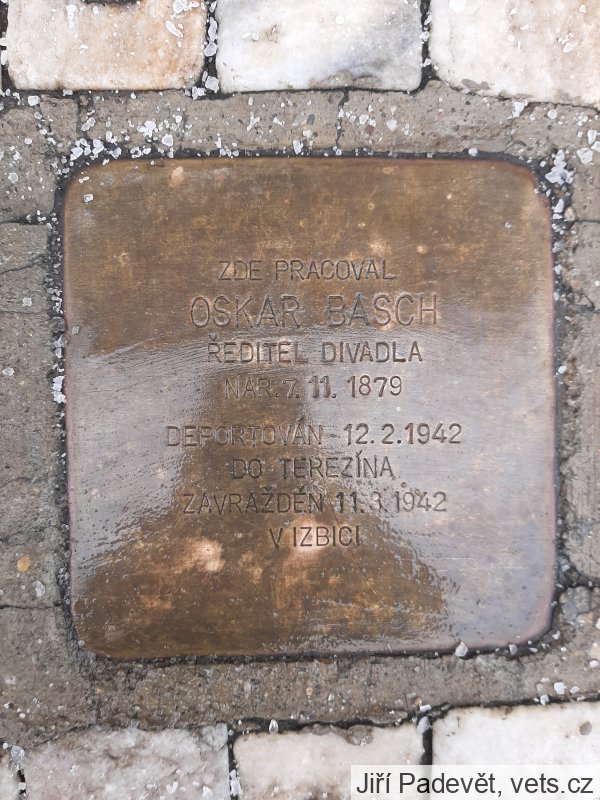 ZDE PRACOVAL
OSKAR BASCH
ŘEDITEL DIVADLA
NAR. 7. 11. 1879
DEPORTOVÁN 12.2.1942
DO TEREZÍNA
ZAVRAŽDĚN 11.3.1942
V IZBICI
Jiří Padevět, vets.cz